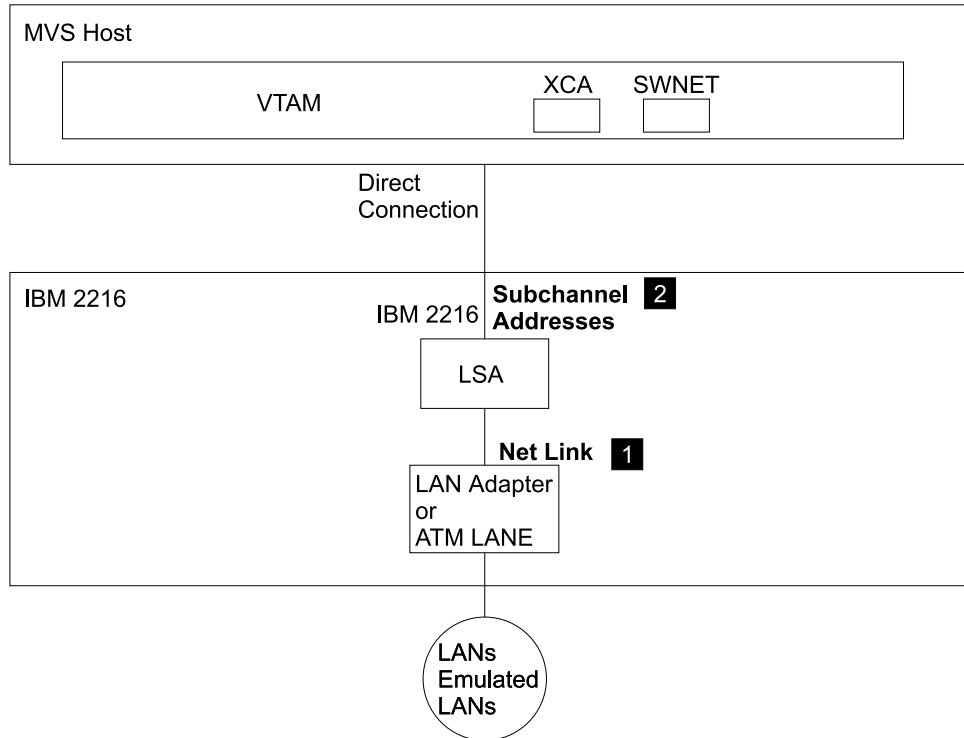 MVS Host
VTAM
XCA
SWNET
Direct
Connection
IBM 2216
IBM 2216
Subchannel 2
Addresses
LSA
Net Link 1
LAN Adapter
or
ATM LANE
LANs
Emulated
LANs